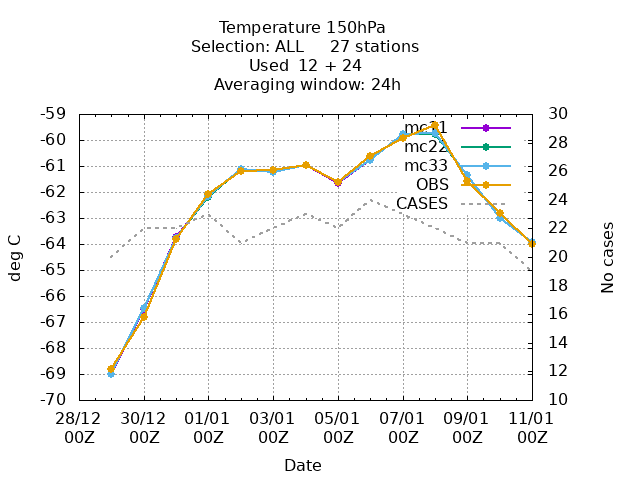 Temperature 150hPa
Selection: ALL 27 stations
Used 12 + 24
Averaging window: 24h
-59
-60
-61
-62
-63
-64
-65
-66
-67
-68
-69
-70
deg C
30
28
26
24
22
20
18
16
14
12
10
No cases
mc11
mc22
mc33
OBS
CASES
28/12 30/12 01/01 03/01 05/01 07/01 09/01 11/01
00Z 00Z 00Z 00Z 00Z 00Z 00Z 00Z
Date